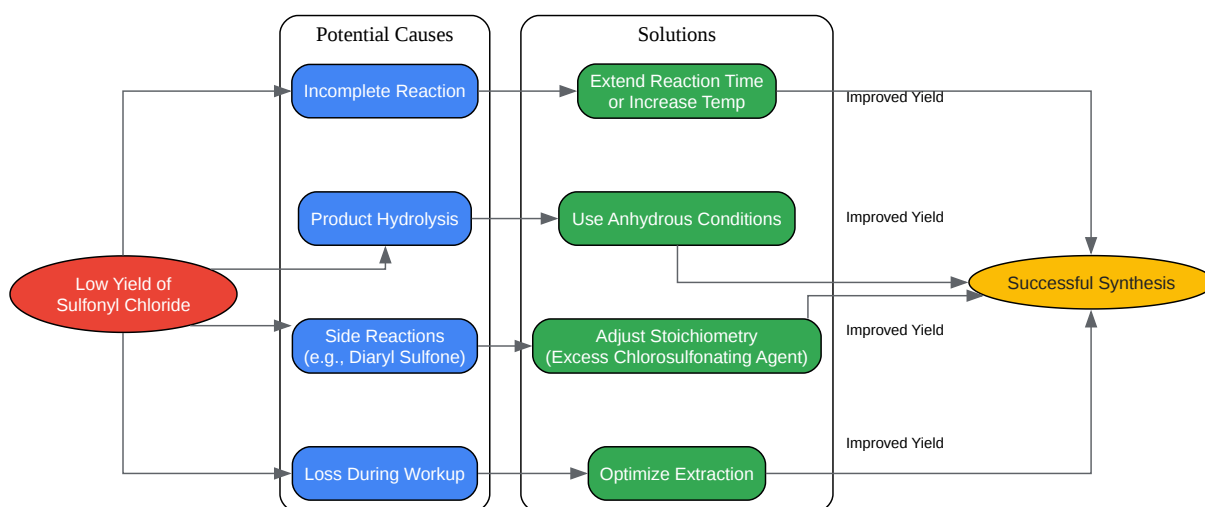 Potential Causes
Solutions
Incomplete Reaction
Extend Reaction Time
or Increase Temp
Improved Yield
Product Hydrolysis
Use Anhydrous Conditions
Improved Yield
Low Yield of
Sulfonyl Chloride
Successful Synthesis
Side Reactions
(e.g., Diaryl Sulfone)
Adjust Stoichiometry
(Excess Chlorosulfonating Agent)
Improved Yield
Loss During Workup
Optimize Extraction
Improved Yield